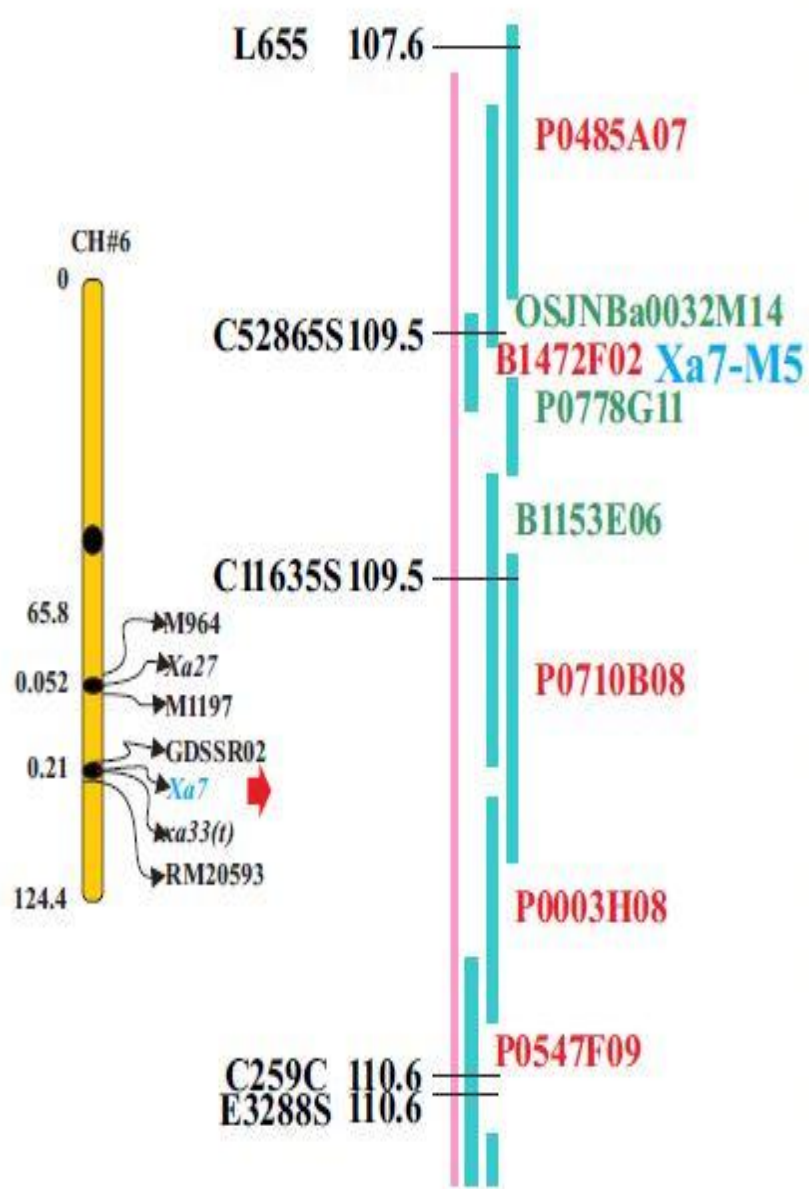 L655 107.6
P0485A07
CH#6
0
OSJNBa0032M14
C52865S 109.5
B1472F02 Xa7-M5
P0778G11
B1153E06
C11635S 109.5
65.8
M964
Xa27
0.052
P0710B08
M1197
GDSSR02
0.21
Xa7
xa33(t)
RM20593
124.4
P0003H08
P0547F09
C259C 110.6
E3288S 110.6